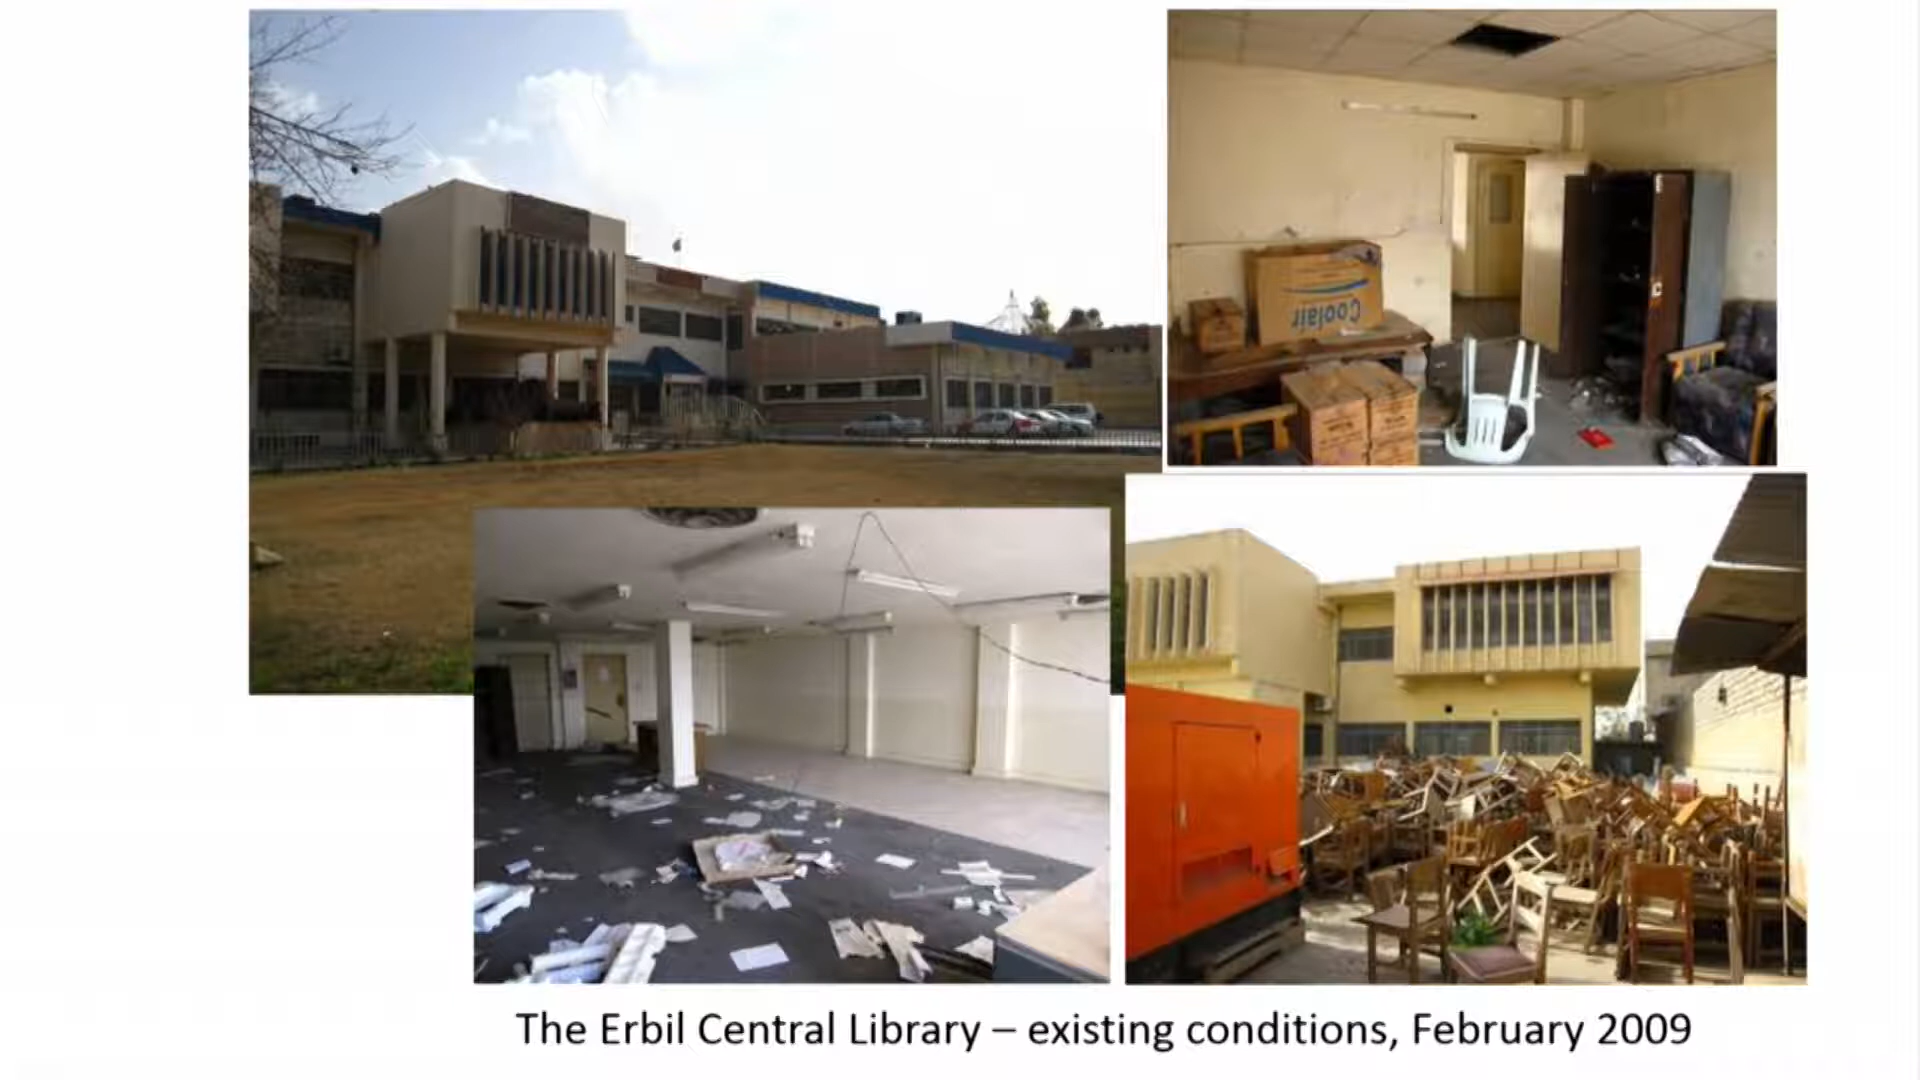 Coolair
The Erbil Central Library – existing conditions, February 2009